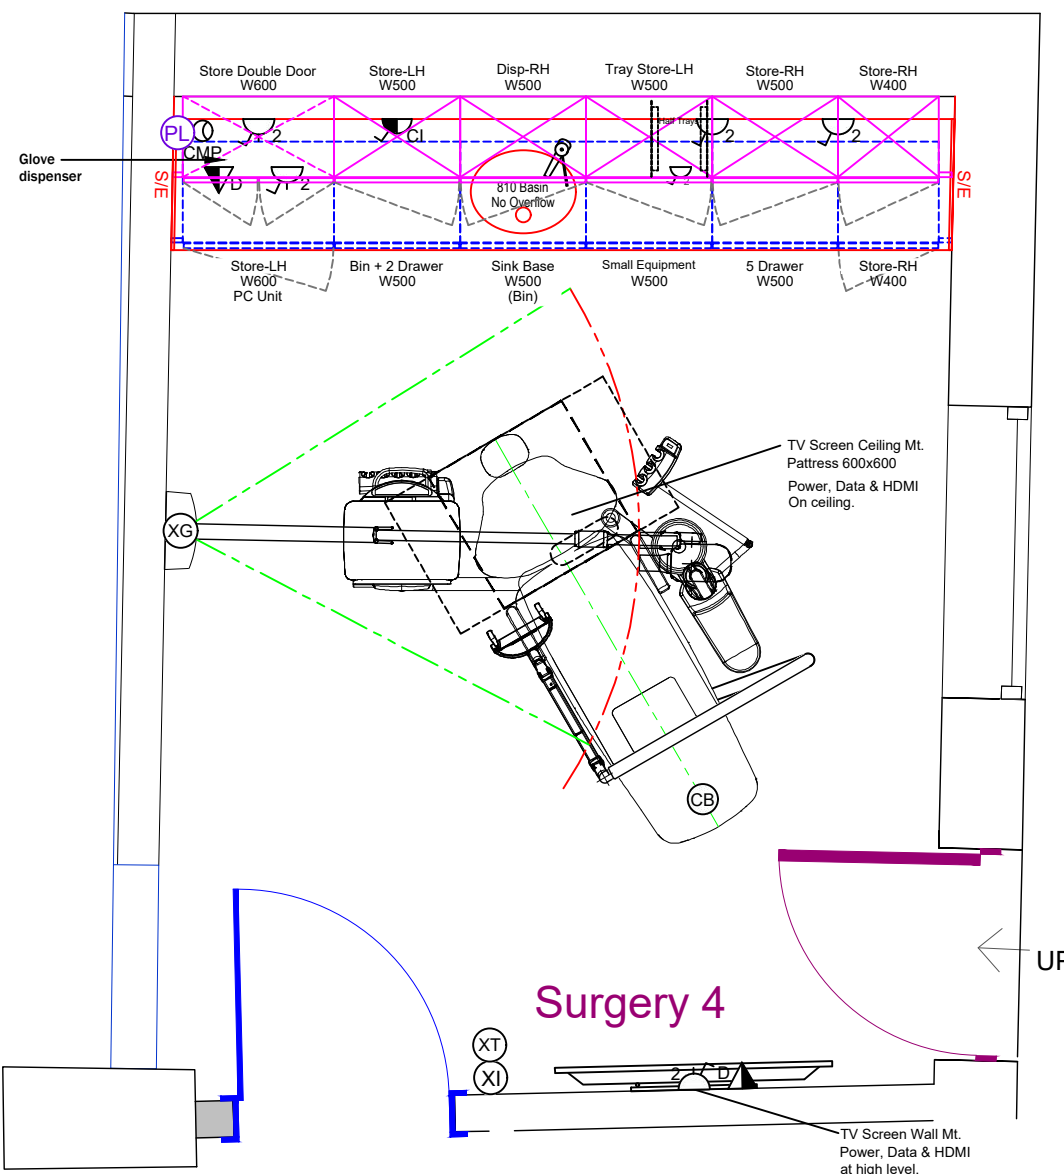 Store Double Door
W600
Store-LH
W500
Disp-RH
W500
Tray Store-LH
W500
Store-RH
W500
Store-RH
W400
PL
2
CI
Half Trays
2
2
CMP
Glove
dispenser
D
2
2
S/E
S/E
810 Basin
No Overflow
Store-LH
W600
PC Unit
Bin + 2 Drawer
W500
Sink Base
W500
(Bin)
Small Equipment
W500
5 Drawer
W500
Store-RH
W400
TV Screen Ceiling Mt.
Pattress 600x600
Power, Data & HDMI
On ceiling.
XG
CB
UP
Surgery 4
XT
XI
2
D
TV Screen Wall Mt.
Power, Data & HDMI
at high level.